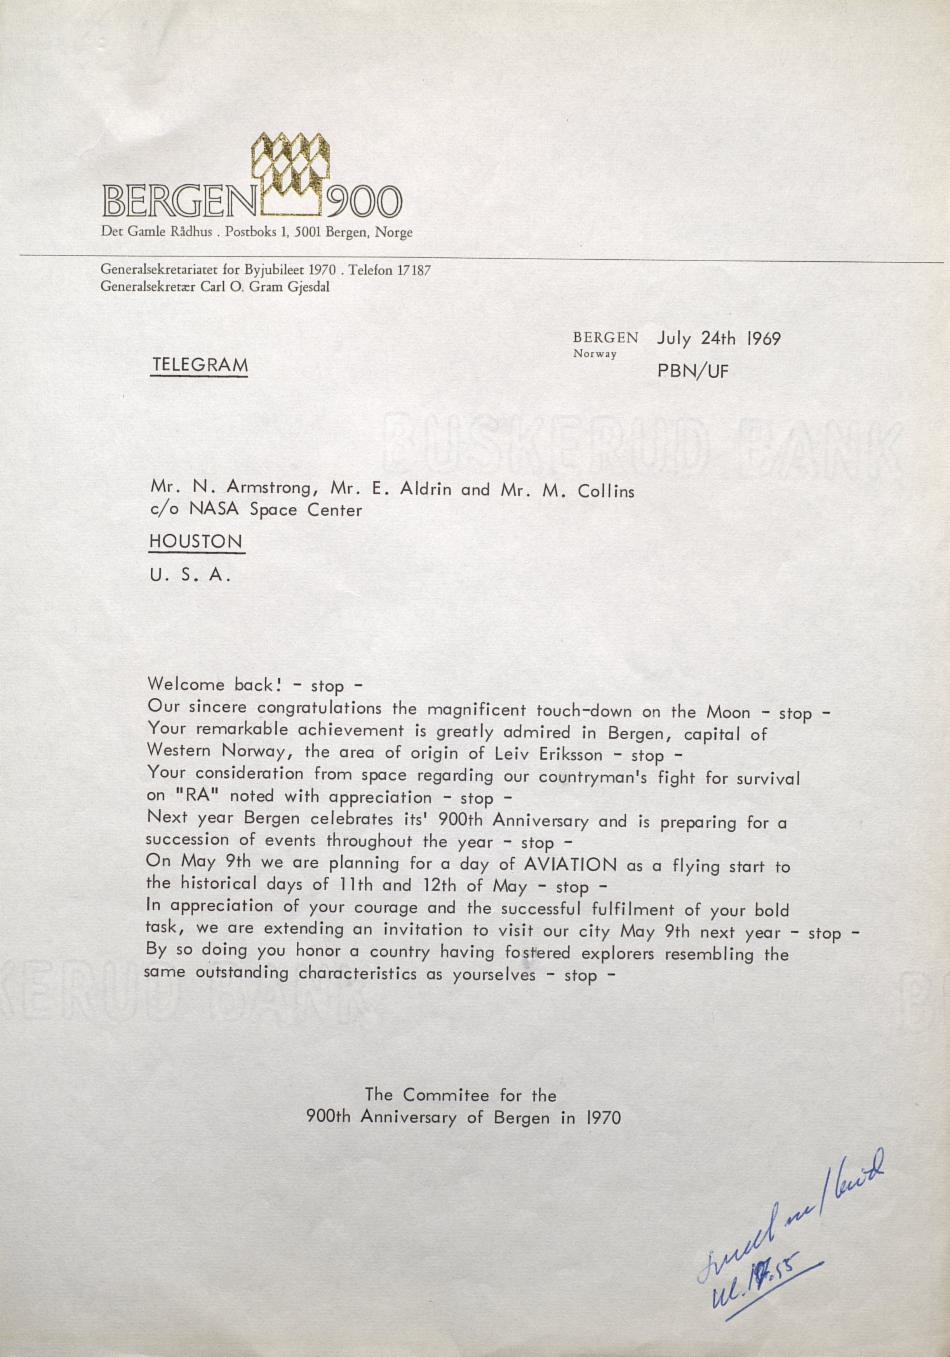 BERGEN 900
Det Gamle Rådhus . Postboks 1, 5001 Bergen, Norge
Generalsekretariatet for Byjubileet 1970 . Telefon 17187
Generalsekretær Carl O. Gram Gjesdal
BERGEN July 24th 1969
Norway
PBN/UF
TELEGRAM
BUSKERUD BANK
Mr. N. Armstrong, Mr. E. Aldrin and Mr. M. Collins
c/o NASA Space Center
HOUSTON
U. S. A.
Welcome back! - stop -
Our sincere congratulations the magnificent touch-down on the Moon - stop -
Your remarkable achievement is greatly admired in Bergen, capital of
Western Norway, the area of origin of Leiv Eriksson - stop -
Your consideration from space regarding our countryman's fight for survival
on "RA" noted with appreciation - stop -
Next year Bergen celebrates its' 900th Anniversary and is preparing for a
succession of events throughout the year - stop -
On May 9th we are planning for a day of AVIATION as a flying start to
the historical days of 11th and 12th of May - stop -
In appreciation of your courage and the successful fulfilment of your bold
task, we are extending an invitation to visit our city May 9th next year - stop -
By so doing you honor a country having fostered explorers resembling the
same outstanding characteristics as yourselves - stop -
KERUD BANK B
The Commitee for the
900th Anniversary of Bergen in 1970